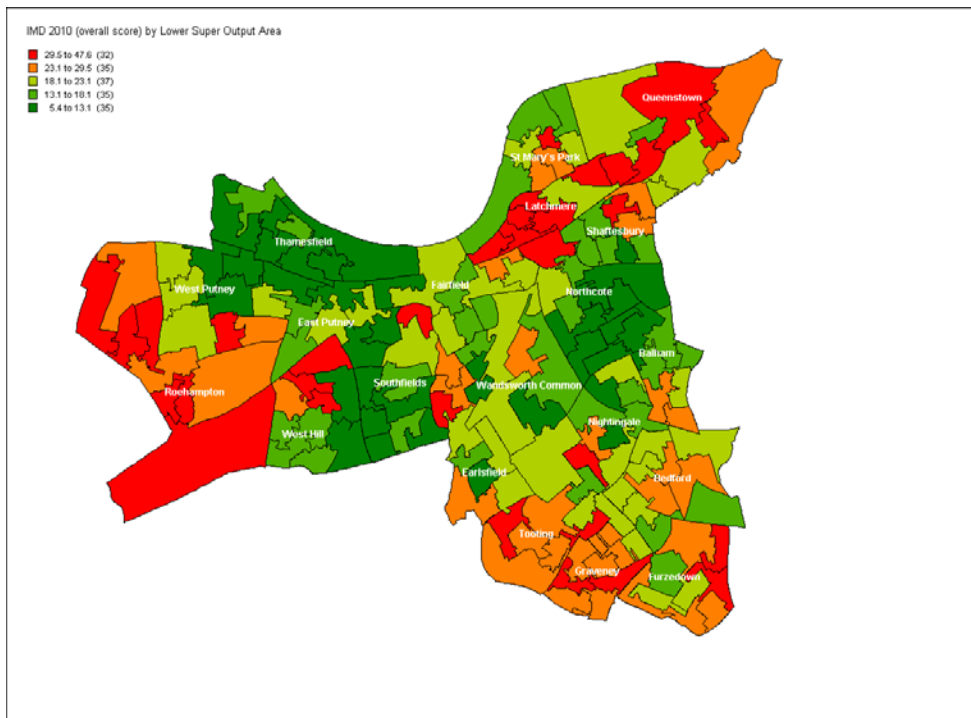 IMD 2010 (overall score) by Lower Super Output Area
29.5 to 47.6 (32)
23.1 to 29.5 (35)
18.1 to 23.1 (37)
13.1 to 18.1 (35)
5.4 to 13.1 (35)
Queenstown
St Mary's Park
Latchmere
Shaftesbury
Thamesfield
Fairfield
West Putney
Northcote
East Putney
Balham
Southfields
Wandsworth Common
Roehampton
West Hill
Nightingale
Earlsfield
Bedford
Tooting
Graveney
Furzedown